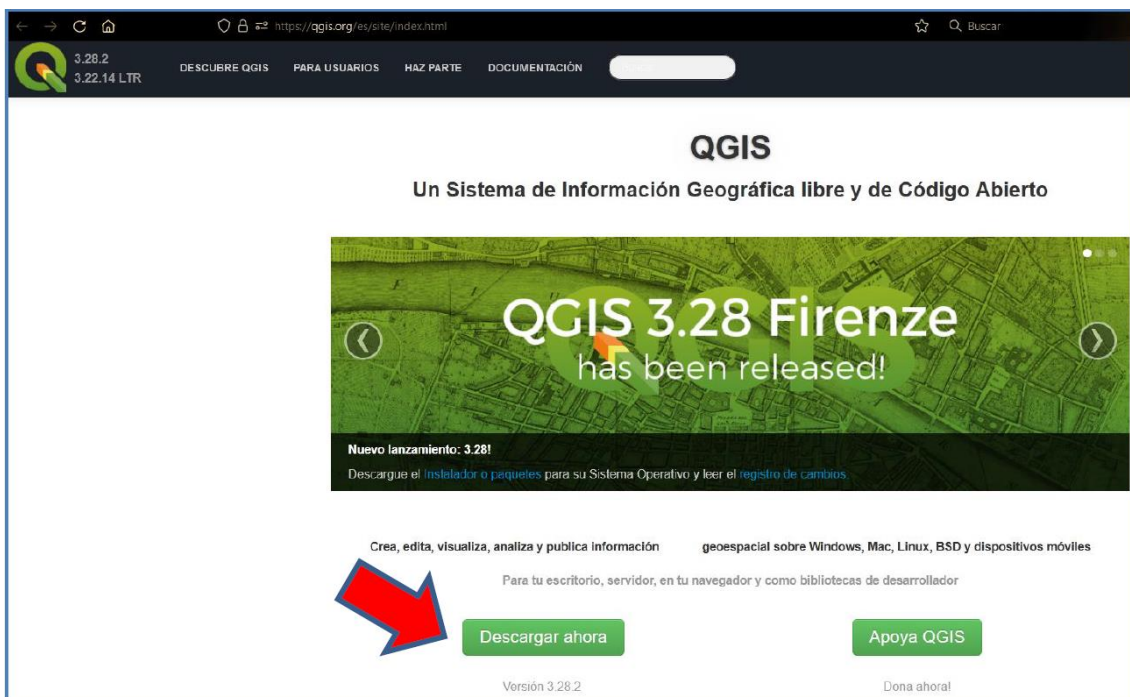 https://qgis.org/es/site/index.html
Buscar
3.28.2
3.22.14 LTR
DESCUBRE QGIS
PARA USUARIOS
HAZ PARTE
DOCUMENTACIÓN
QGIS
Un Sistema de Información Geográfica libre y de Código Abierto
QGIS 3.28 Firenze
has been released!
Nuevo lanzamiento: 3.28!
Descargue el Instalador o paquetes para su Sistema Operativo y leer el registro de cambios.
Crea, edita, visualiza, analiza y publica información geoespacial sobre Windows, Mac, Linux, BSD y dispositivos móviles
Para tu escritorio, servidor, en tu navegador y como bibliotecas de desarrollador
Descargar ahora
Apoya QGIS
Versión 3.28.2
Dona ahora!